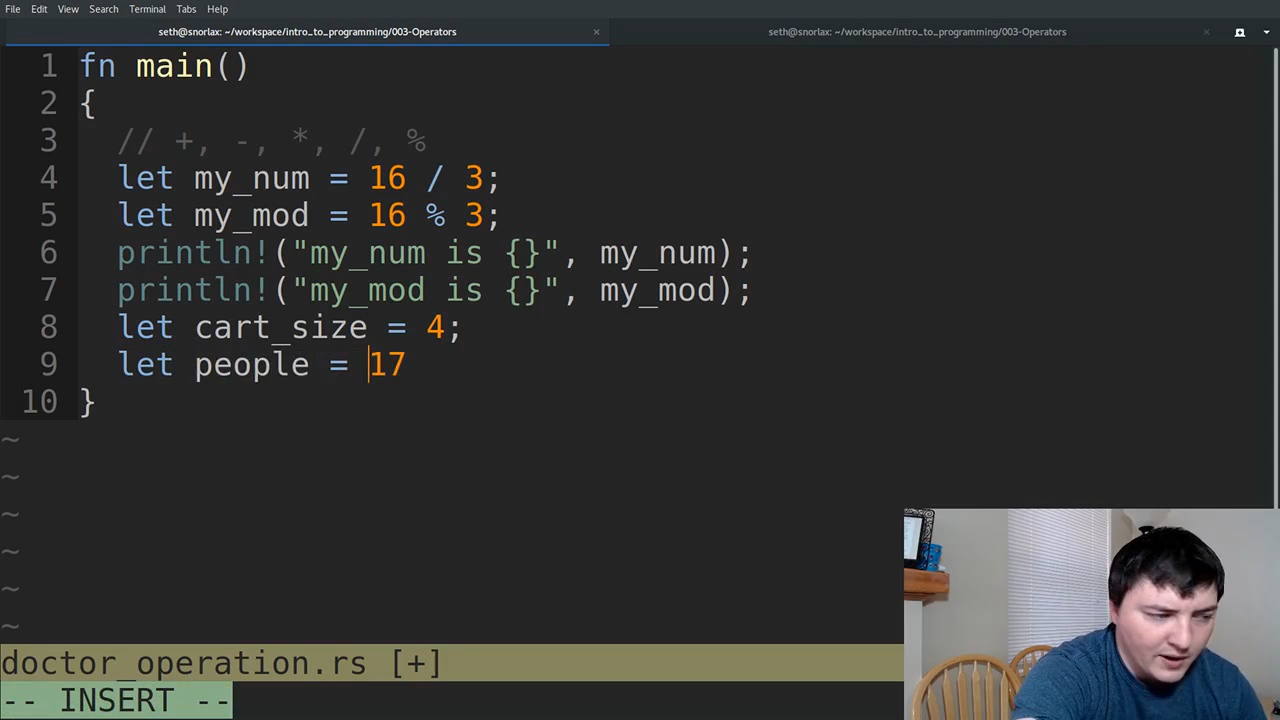 File Edit View Search Terminal Tabs Help
seth@snorlax: ~/workspace/intro_to_programming/003-Operators
seth@snorlax: ~/workspace/intro_to_programming/003-Operators
1 fn main()
2 {
3 // +, -, *, /, %
4 let my_num = 16 / 3;
5 let my_mod = 16 % 3;
6 println!("my_num is {}", my_num);
7 println!("my_mod is {}", my_mod);
8 let cart_size = 4;
9 let people = 17
10 }
~
~
~
~
~
~
doctor_operation.rs [+]
-- INSERT --